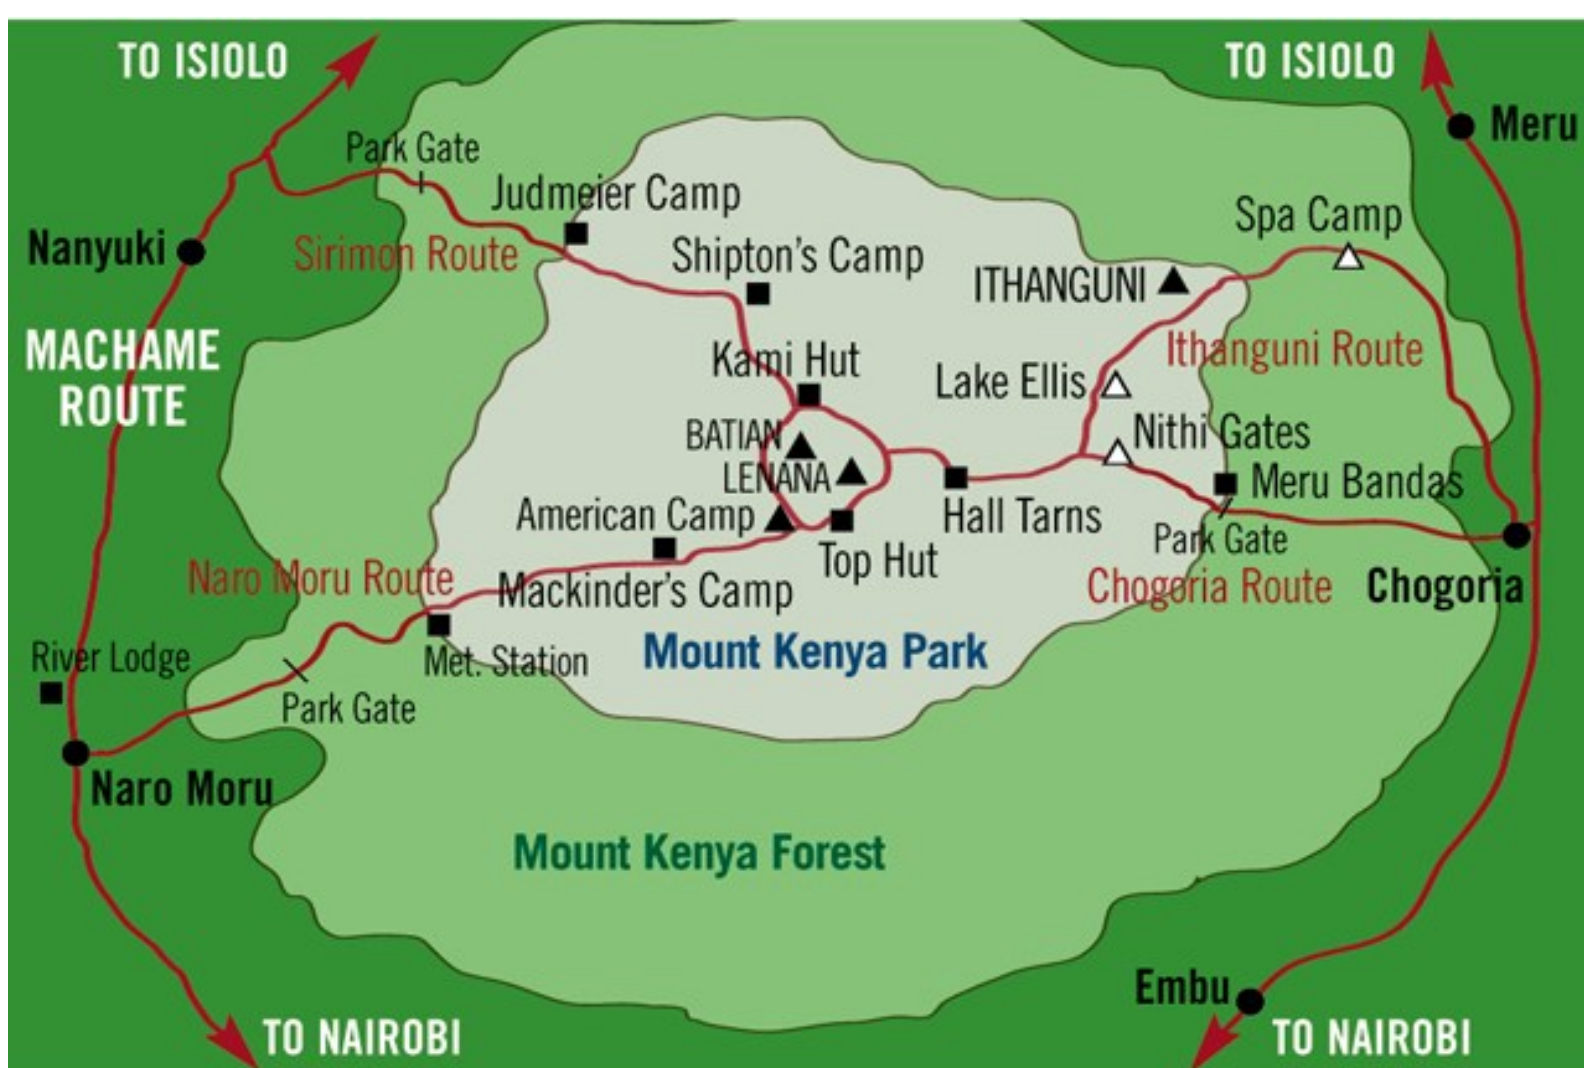 TO ISIOLO
TO ISIOLO
Meru
Park Gate
Judmeier Camp
Spa Camp
Nanyuki
Sirimon Route
Shipton's Camp
ITHANGUNI
MACHAME
ROUTE
Kami Hut
Ithanguni Route
Lake Ellis
BATIAN
Nithi Gates
LENANA
Meru Bandas
American Camp
Hall Tarns
Park Gate
Top Hut
Naro Moru Route
Mackinder's Camp
Chogoria Route
Chogoria
River Lodge
Met. Station
Mount Kenya Park
Park Gate
Naro Moru
Mount Kenya Forest
Embu
TO NAIROBI
TO NAIROBI